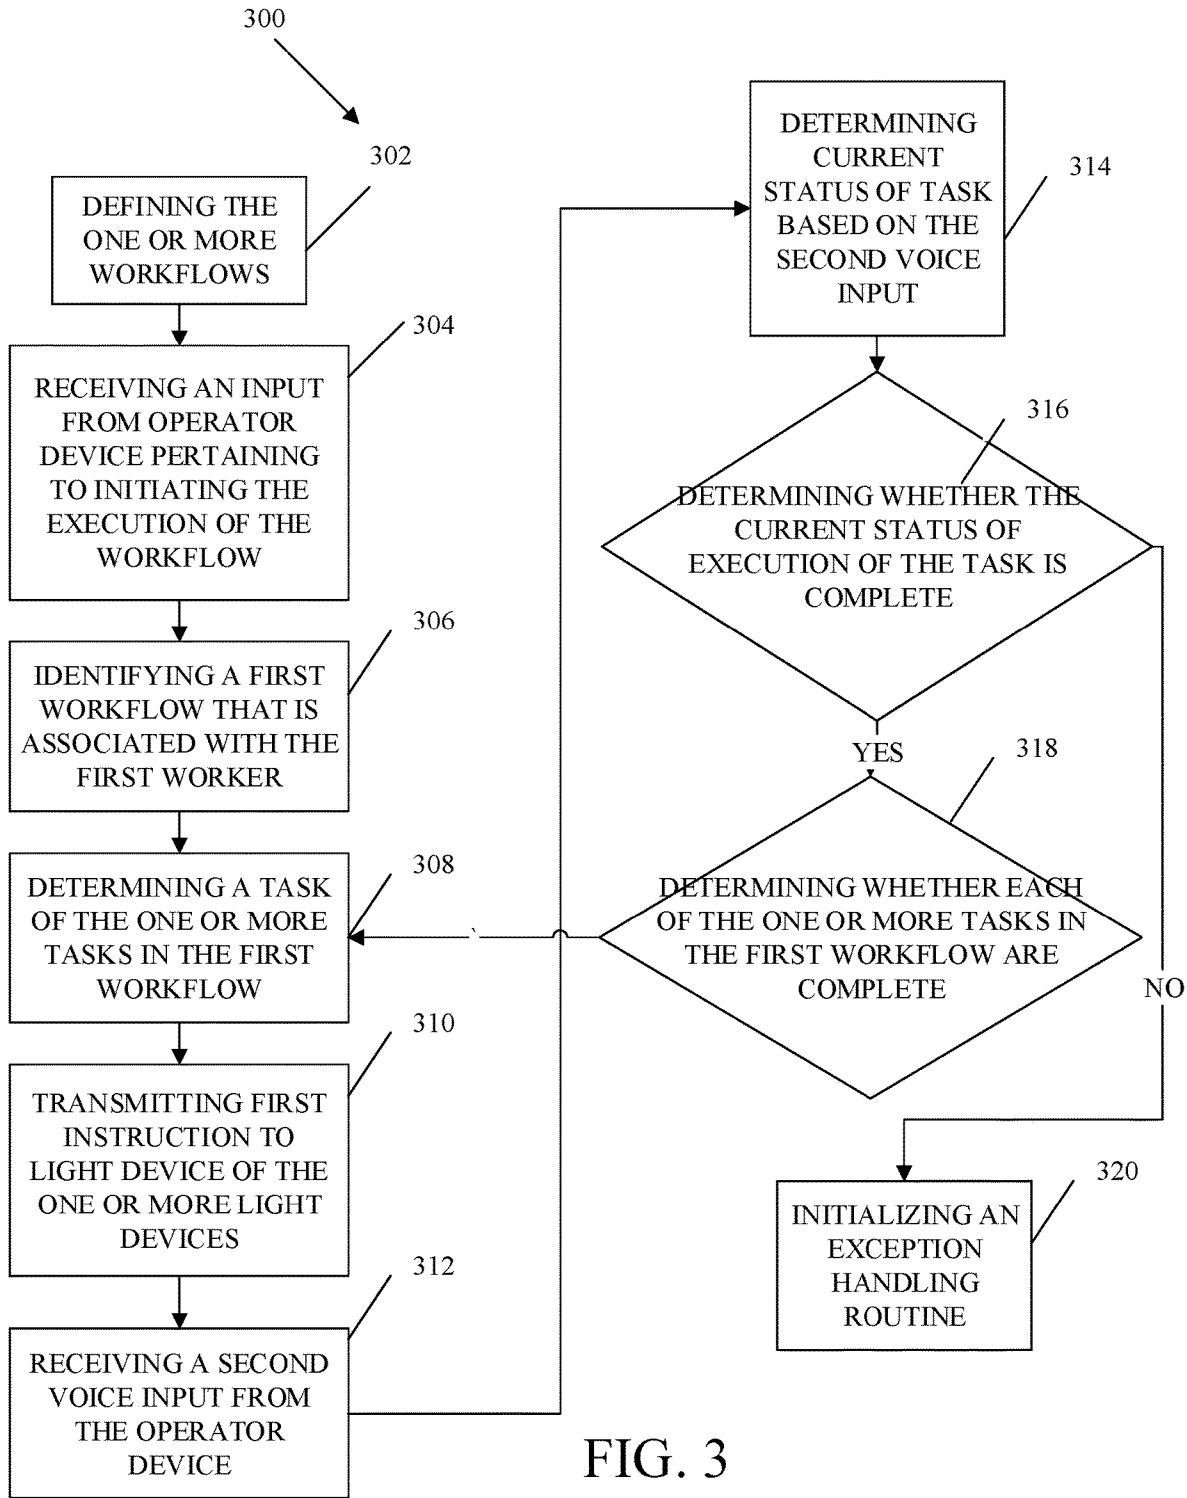 300
302
DEFINING THE
ONE OR MORE
WORKFLOWS
304
RECEIVING AN INPUT
FROM OPERATOR
DEVICE PERTAINING
TO INITIATING THE
EXECUTION OF THE
WORKFLOW
306
IDENTIFYING A FIRST
WORKFLOW THAT IS
ASSOCIATED WITH THE
FIRST WORKER
308
DETERMINING A TASK
OF THE ONE OR MORE
TASKS IN THE FIRST
WORKFLOW
310
TRANSMITTING FIRST
INSTRUCTION TO
LIGHT DEVICE OF THE
ONE OR MORE LIGHT
DEVICES
312
RECEIVING A SECOND
VOICE INPUT FROM
THE OPERATOR
DEVICE
314
DETERMINING
CURRENT
STATUS OF TASK
BASED ON THE
SECOND VOICE
INPUT
316
DETERMINING WHETHER THE
CURRENT STATUS OF
EXECUTION OF THE TASK IS
COMPLETE
YES
318
DETERMINING WHETHER EACH
OF THE ONE OR MORE TASKS IN
THE FIRST WORKFLOW ARE
COMPLETE
NO
320
INITIALIZING AN
EXCEPTION
HANDLING
ROUTINE
FIG. 3